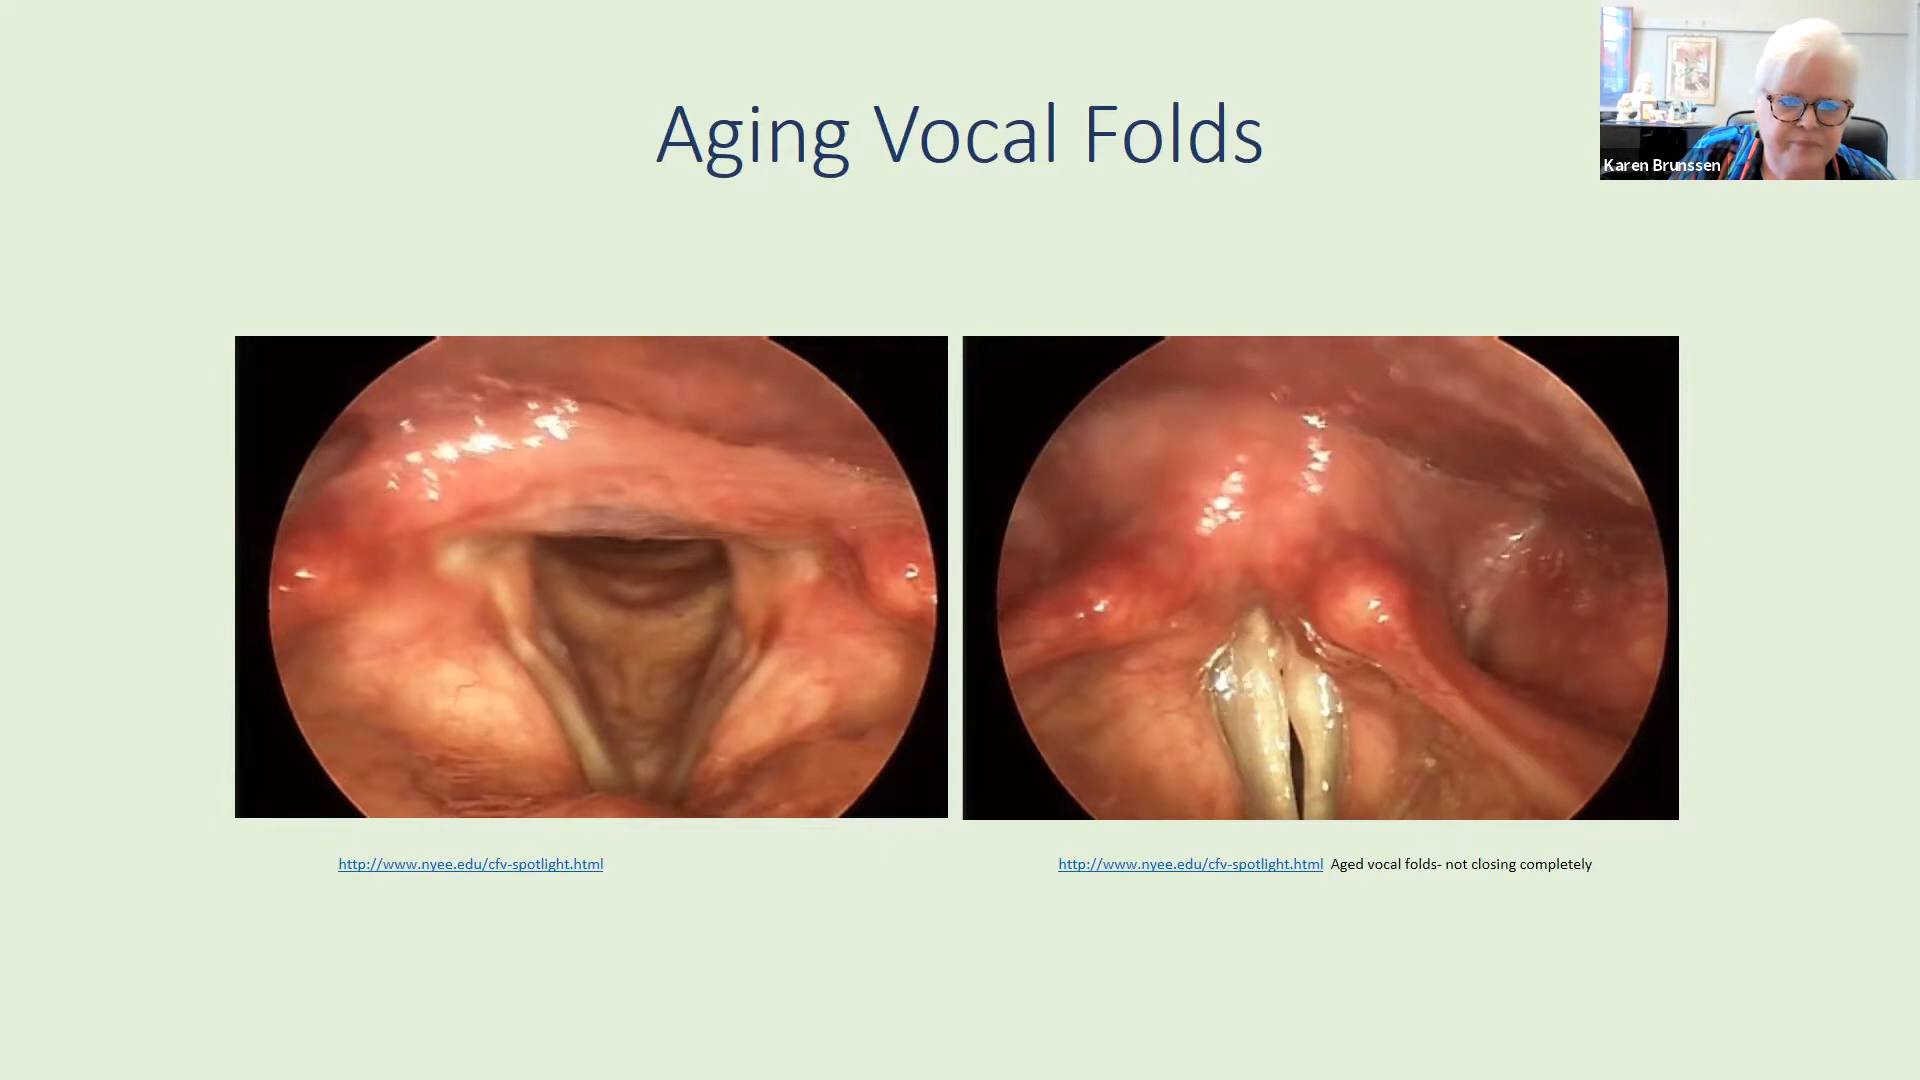 Aging Vocal Folds
Karen Brunssen
http://www.nyee.edu/cfv-spotlight.html
http://www.nyee.edu/cfv-spotlight.html Aged vocal folds- not closing completely